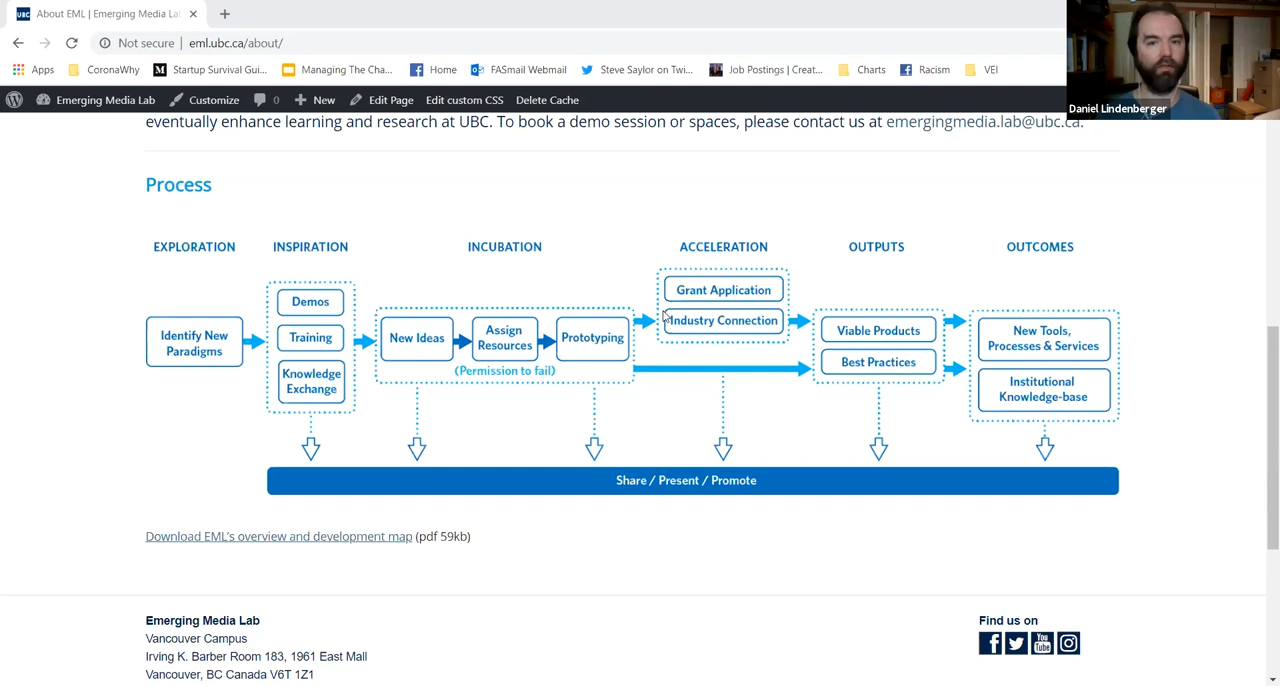 About EML | Emerging Media La
Not secure | eml.ubc.ca/about/
Apps
CoronaWhy
Startup Survival Gui...
Managing The Cha...
Home
FASmail Webmail
Steve Saylor on Twi...
Job Postings | Creat...
Charts
Racism
VEI
Emerging Media Lab
Customize
0
New
Edit Page
Edit custom CSS
Delete Cache
Daniel Lindenberger
eventually enhance learning and research at UBC. To book a demo session or spaces, please contact us at emergingmedia.lab@ubc.ca.
Process
EXPLORATION
INSPIRATION
INCUBATION
ACCELERATION
OUTPUTS
OUTCOMES
Identify New
Paradigms
Demos
Training
Knowledge
Exchange
New Ideas
Assign
Resources
Prototyping
(Permission to fail)
Grant Application
Industry Connection
Viable Products
Best Practices
New Tools,
Processes & Services
Institutional
Knowledge-base
Share / Present / Promote
Download EML's overview and development map (pdf 59kb)
Emerging Media Lab
Vancouver Campus
Irving K. Barber Room 183, 1961 East Mall
Vancouver, BC Canada V6T 1Z1
Find us on
You
Tube